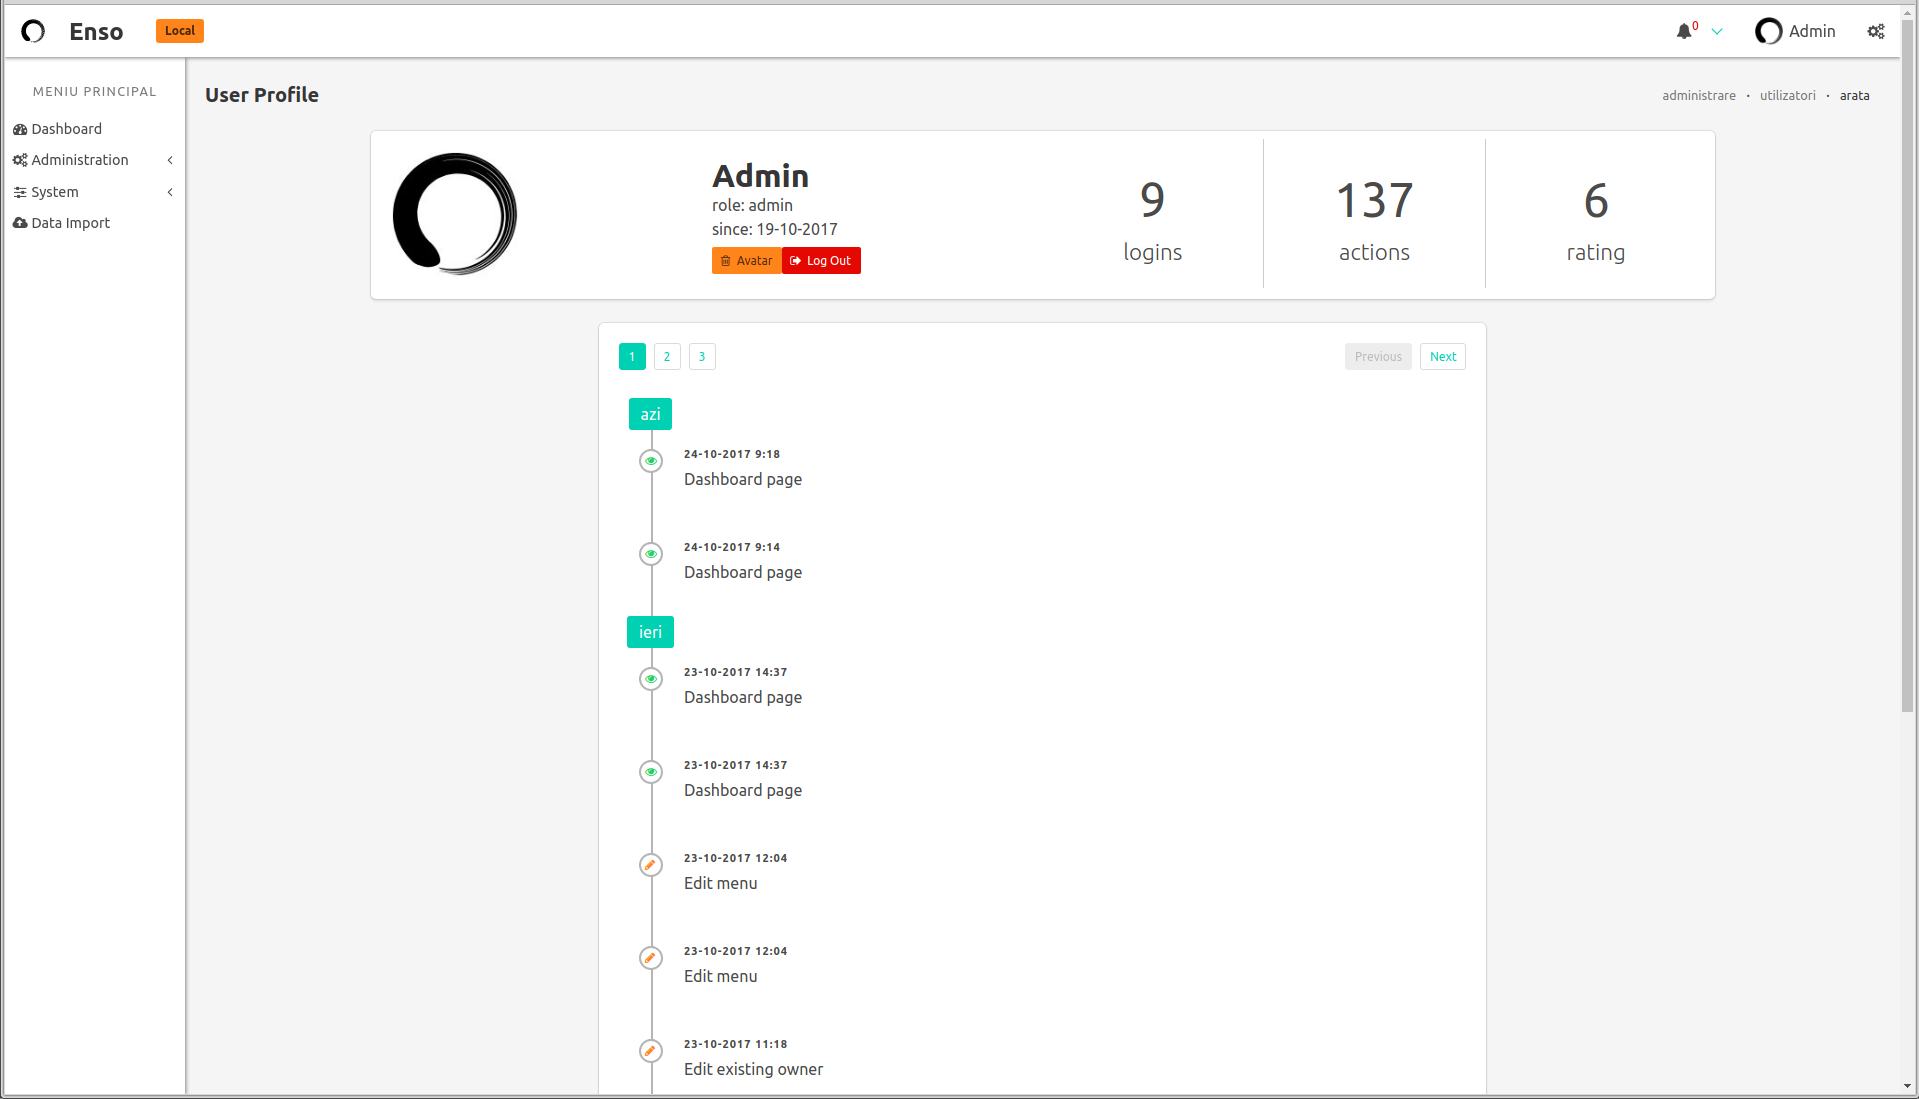 Enso
Local
0
Admin
MENIU PRINCIPAL
Dashboard
Administration
System
Data Import
User Profile
administrare • utilizatori • arata
Admin
role: admin
since: 19-10-2017
Avatar
Log Out
9
logins
137
actions
6
rating
1 2 3
Previous Next
azi
24-10-2017 9:18
Dashboard page
24-10-2017 9:14
Dashboard page
ieri
23-10-2017 14:37
Dashboard page
23-10-2017 14:37
Dashboard page
23-10-2017 12:04
Edit menu
23-10-2017 12:04
Edit menu
23-10-2017 11:18
Edit existing owner